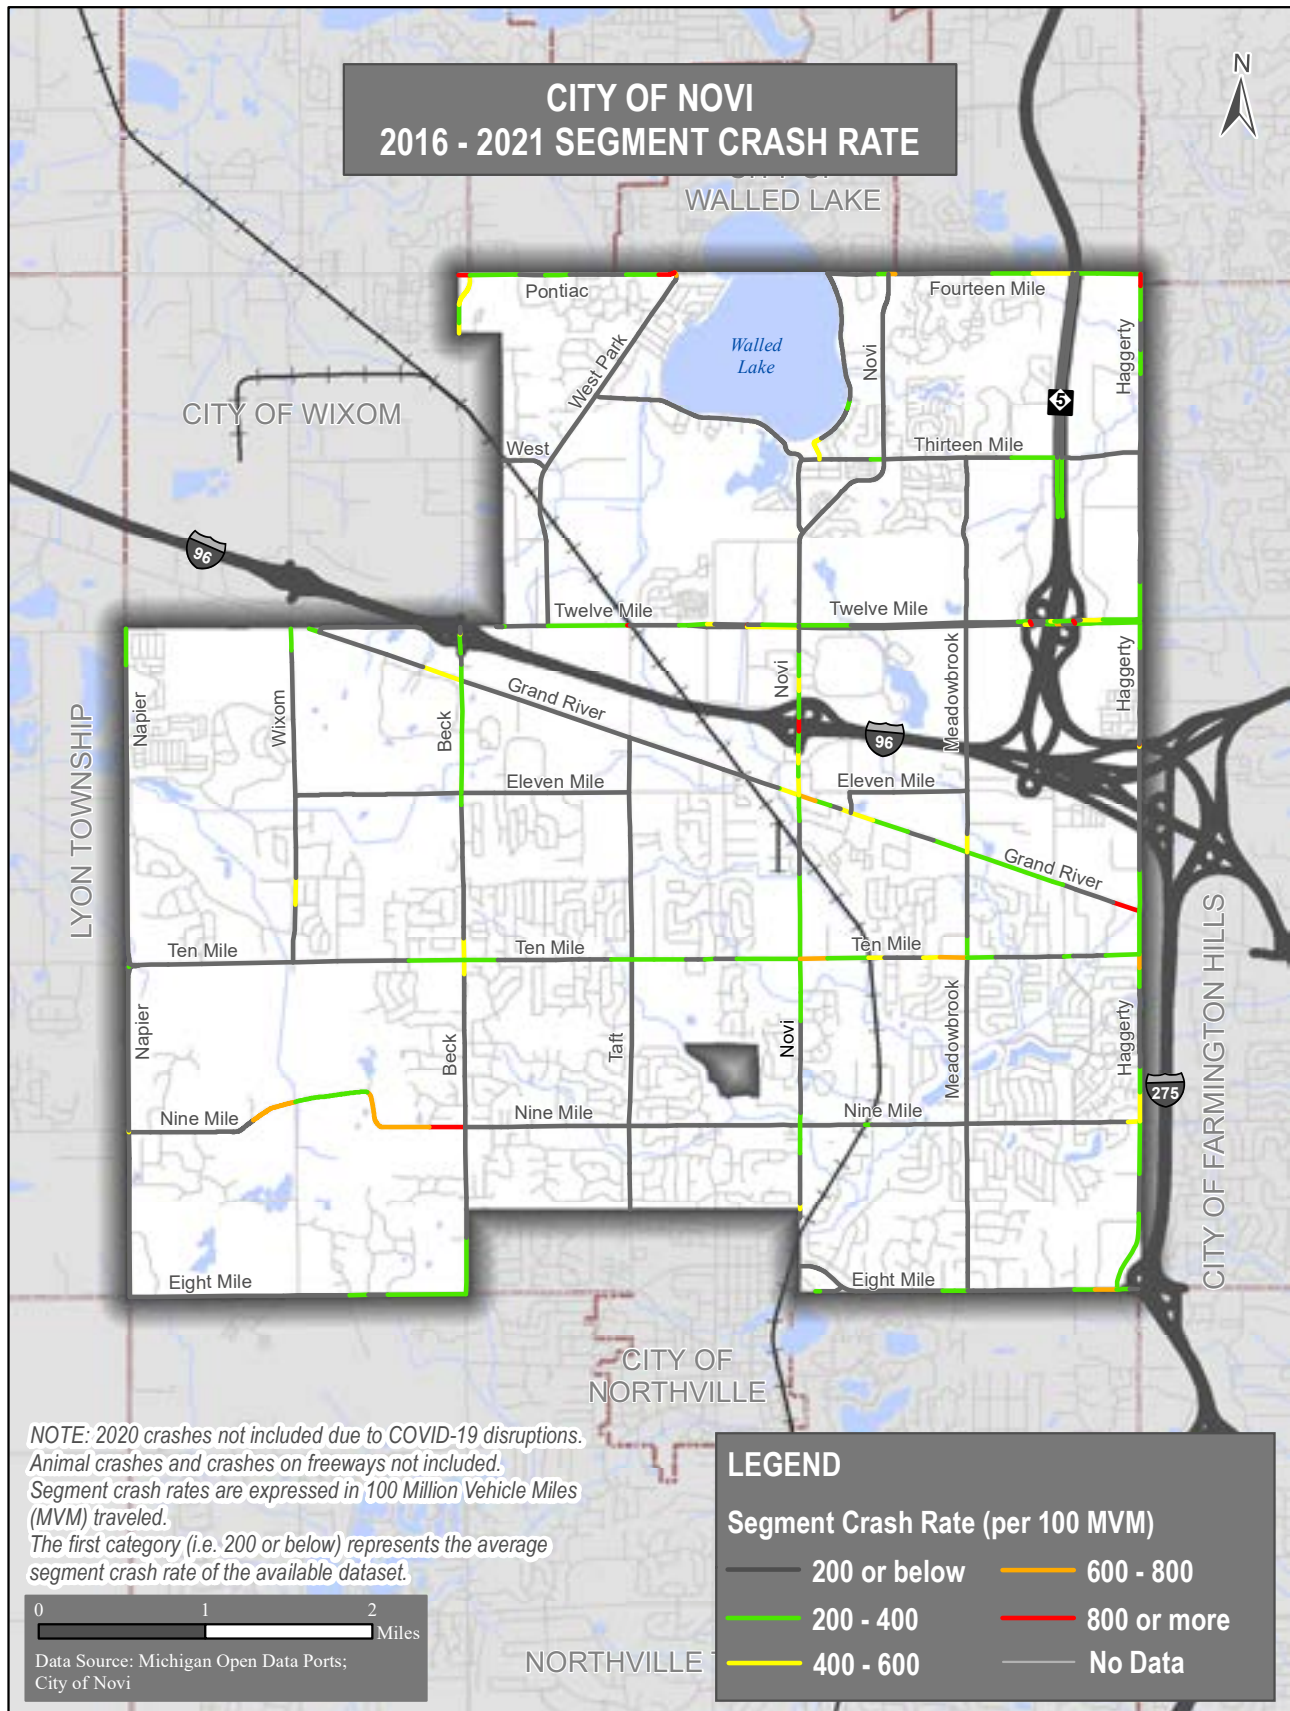 CITY OF NOVI
2016 - 2021 SEGMENT CRASH RATE
N
WALLED LAKE
Pontiac
Fourteen Mile
West Park
Walled
Lake
Novi
Haggerty
5
CITY OF WIXOM
West
Thirteen Mile
96
Twelve Mile
Twelve Mile
Napier
Wixom
Beck
Grand River
Novi
Meadowbrook
Haggerty
96
LYON TOWNSHIP
Eleven Mile
Eleven Mile
Grand River
Ten Mile
Ten Mile
Ten Mile
CITY OF FARMINGTON HILLS
Napier
Beck
Taft
Novi
Meadowbrook
Haggerty
275
Nine Mile
Nine Mile
Nine Mile
Eight Mile
Eight Mile
CITY OF
NORTHVILLE
NOTE: 2020 crashes not included due to COVID-19 disruptions.
Animal crashes and crashes on freeways not included.
Segment crash rates are expressed in 100 Million Vehicle Miles
(MVM) traveled.
The first category (i.e. 200 or below) represents the average
segment crash rate of the available dataset.
0 1 2
Miles
Data Source: Michigan Open Data Ports;
City of Novi
NORTHVILLE
LEGEND
Segment Crash Rate (per 100 MVM)
200 or below
600 - 800
200 - 400
800 or more
400 - 600
No Data